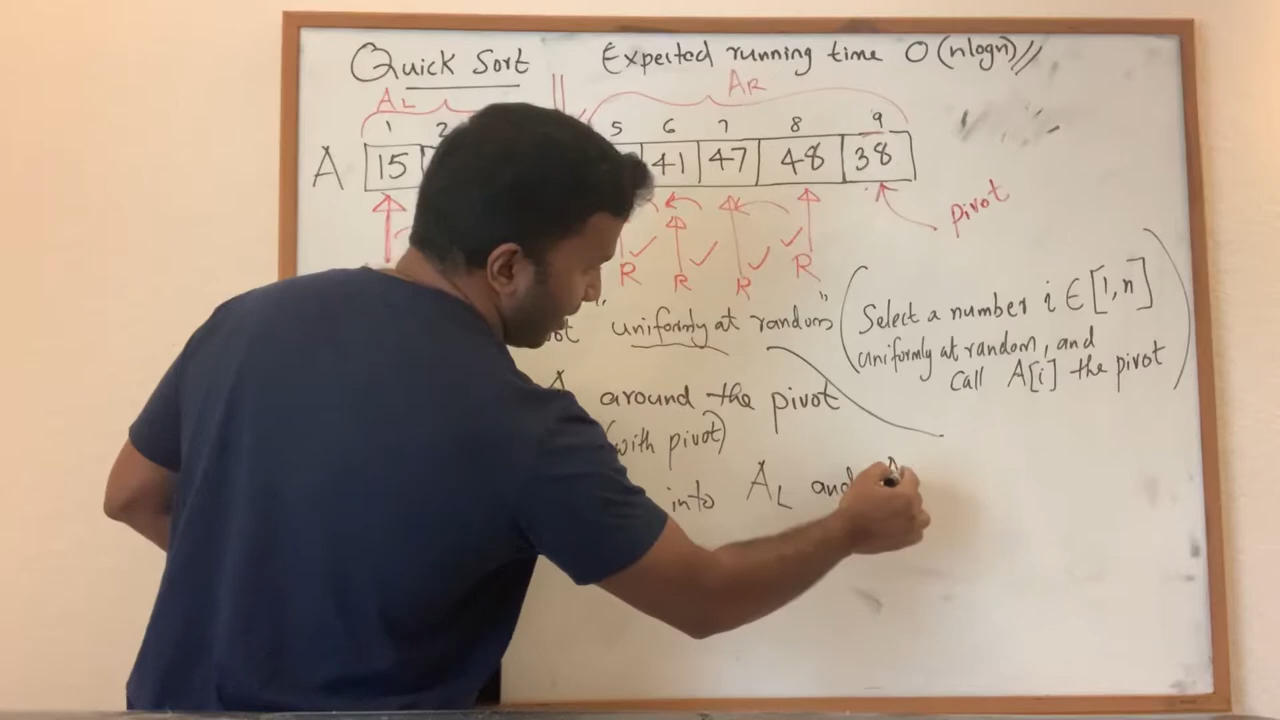 Quick Sort Expected running time O(nlogn)//
AL AR
1 2 5 6 7 8 9
A 15 41 47 48 38
R R R R pivot
"uniformly at random" (Select a number i ∈ [1,n]
uniformly at random, and
call A[i] the pivot)
A around the pivot
(with pivot)
into AL and